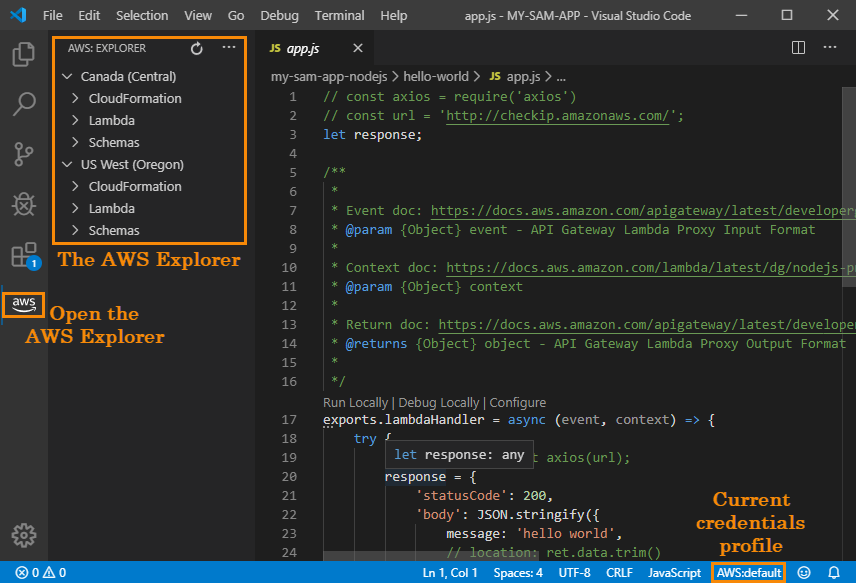 File Edit Selection View Go Debug Terminal Help app.js - MY-SAM-APP - Visual Studio Code
AWS: EXPLORER
Canada (Central)
CloudFormation
Lambda
Schemas
US West (Oregon)
CloudFormation
Lambda
Schemas
The AWS Explorer
1
aws
Open the
AWS Explorer
JS app.js
my-sam-app-nodejs > hello-world > JS app.js > ...
1 // const axios = require('axios')
2 // const url = 'http://checkip.amazonaws.com/';
3 let response;
4
5 /**
6 *
7 * Event doc: https://docs.aws.amazon.com/apigateway/latest/developerg
8 * @param {Object} event - API Gateway Lambda Proxy Input Format
9 *
10 * Context doc: https://docs.aws.amazon.com/lambda/latest/dg/nodejs-pr
11 * @param {Object} context
12 *
13 * Return doc: https://docs.aws.amazon.com/apigateway/latest/develope
14 * @returns {Object} object - API Gateway Lambda Proxy Output Format
15 *
16 */
Run Locally | Debug Locally | Configure
17 exports.lambdaHandler = async (event, context) => {
18 try {
let response: any
19 t axios(url);
20 response = {
21 'statusCode': 200,
22 'body': JSON.stringify({
23 message: 'hello world',
24 // location: ret.data.trim()
Current
credentials
profile
0 0 Ln 1, Col 1 Spaces: 4 UTF-8 CRLF JavaScript AWS:default